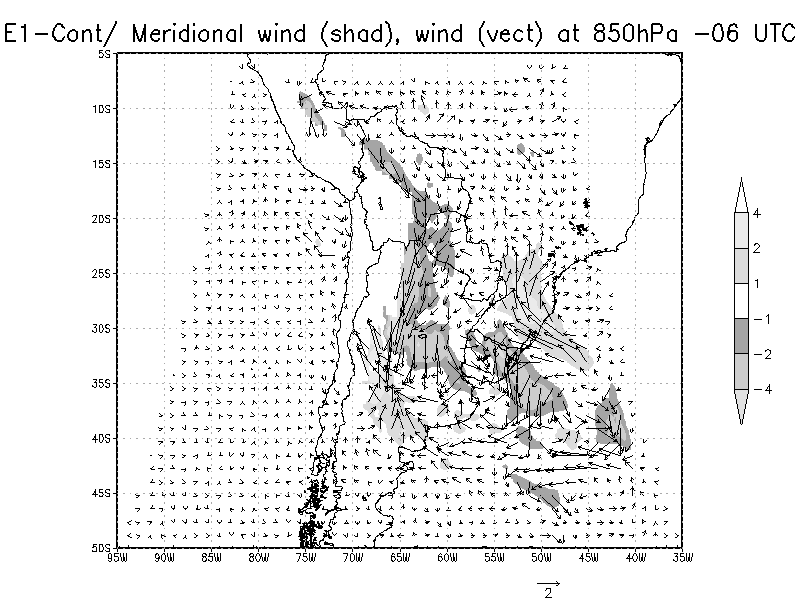 E1-Cont/ Meridional wind (shad), wind (vect) at 850hPa -06 UTC
5S
10S
15S
20S
25S
30S
35S
40S
45S
50S
95W 90W 85W 80W 75W 70W 65W 60W 55W 50W 45W 40W 35W
4
2
1
-1
-2
-4
2